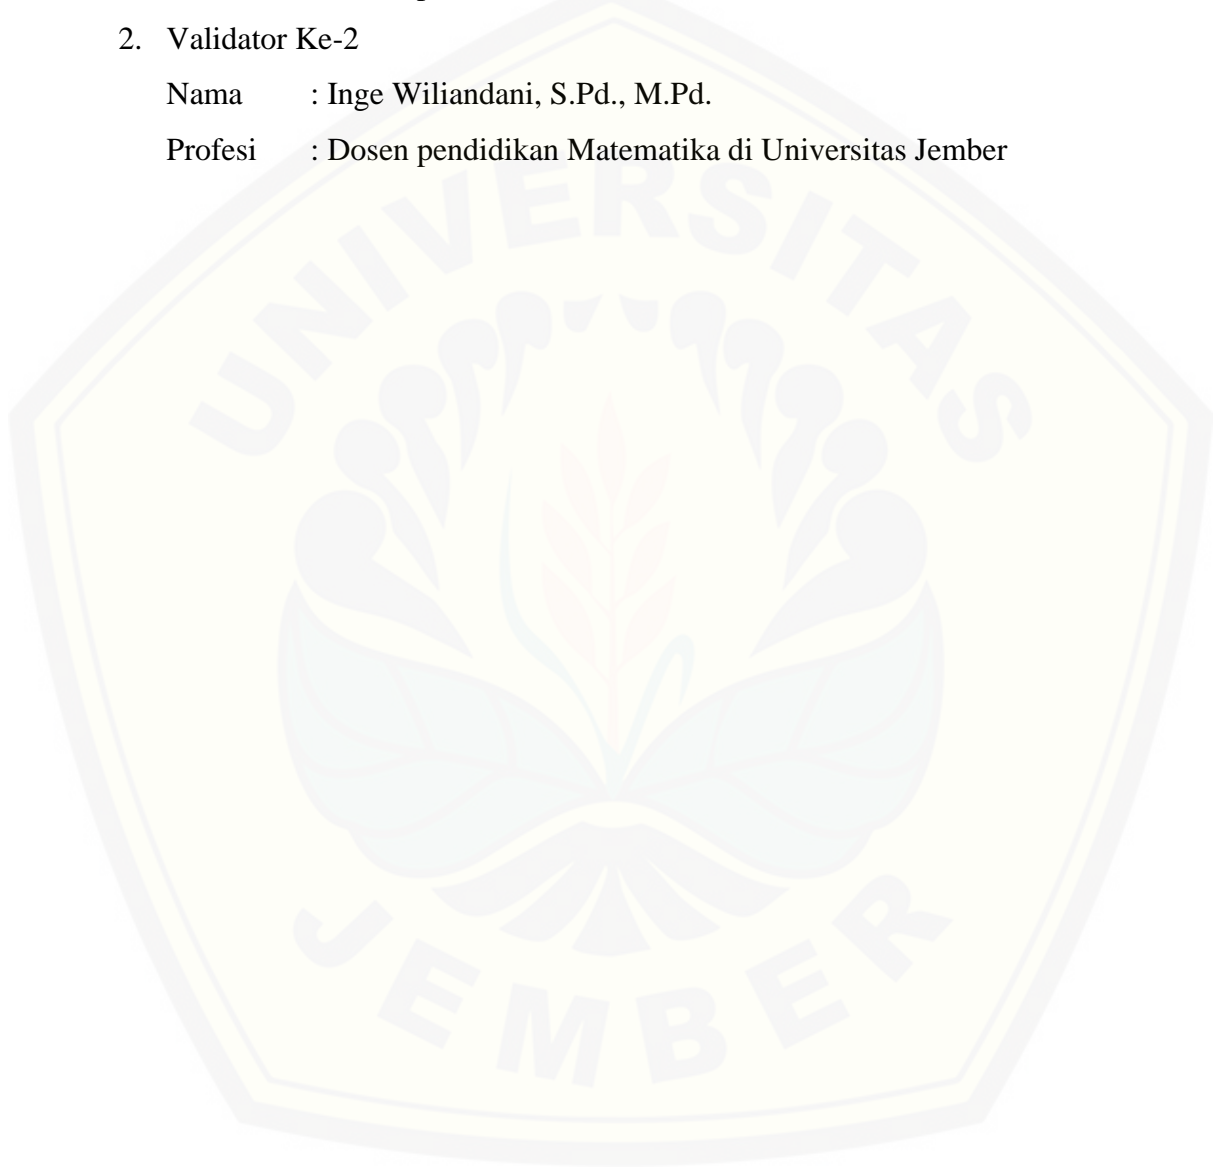 2. Validator Ke-2
Nama : Inge Wiliandani, S.Pd., M.Pd.
Profesi : Dosen pendidikan Matematika di Universitas Jember
UNIVERSITAS
JEMBER